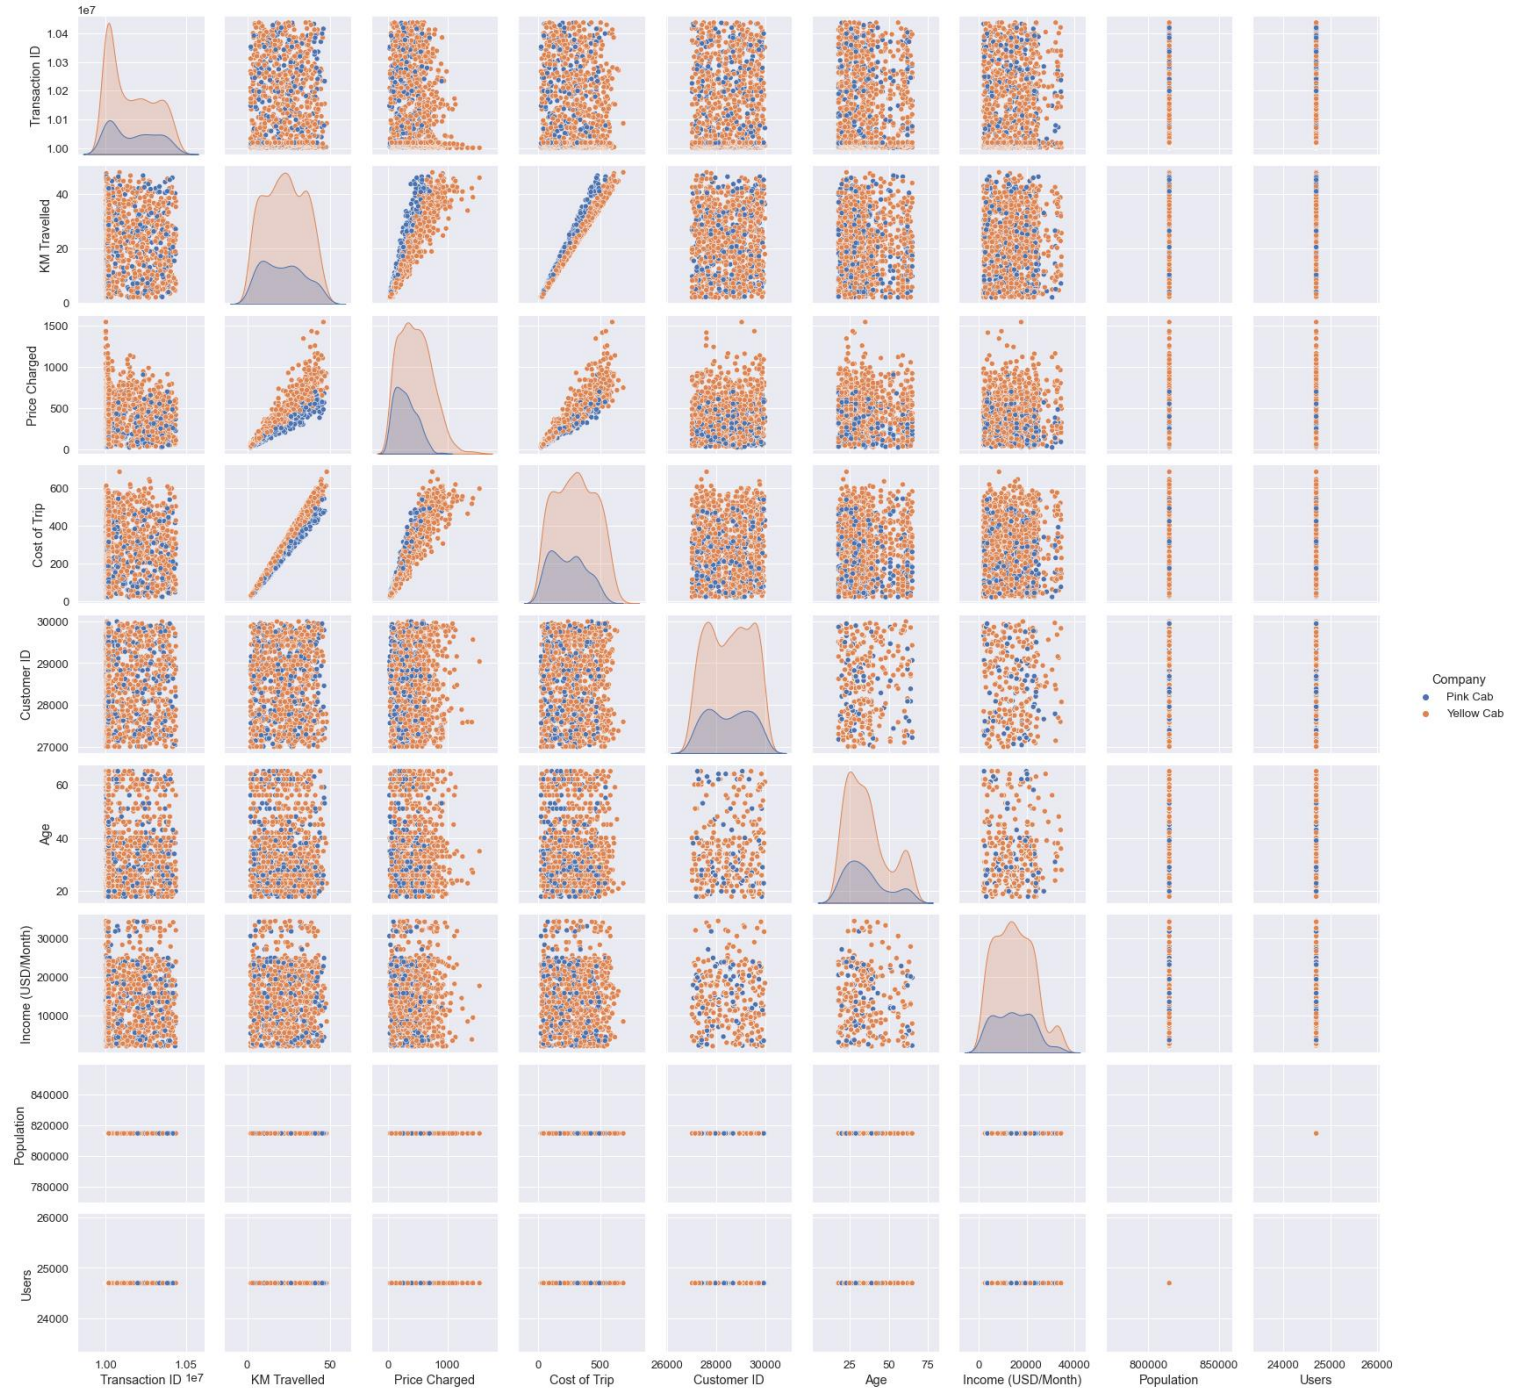 1e7
1.04
1.03
1.02
1.01
1.00
Transaction ID
40
20
0
KM Travelled
1500
1000
500
0
Price Charged
600
400
200
0
Cost of Trip
30000
29000
28000
27000
Customer ID
Company
Pink Cab
Yellow Cab
60
40
20
Age
30000
20000
10000
Income (USD/Month)
840000
820000
800000
780000
Population
26000
25000
24000
Users
1.00 1.05 0 50 0 1000 0 500 26000 28000 30000 25 50 75 0 20000 40000 800000 850000 24000 25000 26000
Transaction ID 1e7 KM Travelled Price Charged Cost of Trip Customer ID Age Income (USD/Month) Population Users